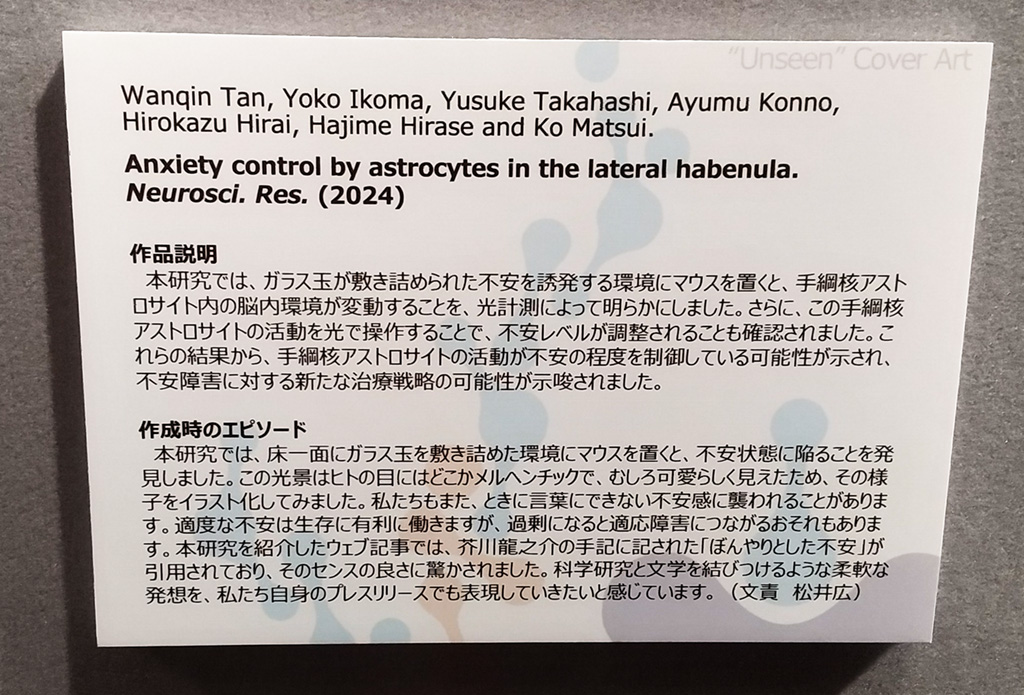 "Unseen" Cover Art
Wanqin Tan, Yoko Ikoma, Yusuke Takahashi, Ayumu Konno,
Hirokazu Hirai, Hajime Hirase and Ko Matsui.
Anxiety control by astrocytes in the lateral habenula.
Neurosci. Res. (2024)
作品説明
本研究では、ガラス玉が敷き詰められた不安を誘発する環境にマウスを置くと、手綱核アスト
ロサイト内の脳内環境が変動することを、光計測によって明らかにしました。さらに、この手綱核
アストロサイトの活動を光で操作することで、不安レベルが調整されることも確認されました。こ
れらの結果から、手綱核アストロサイトの活動が不安の程度を制御している可能性が示され、
不安障害に対する新たな治療戦略の可能性が示唆されました。
作成時のエピソード
本研究では、床一面にガラス玉を敷き詰めた環境にマウスを置くと、不安状態に陥ることを発
見しました。この光景はヒトの目にはどこかメルヘンチックで、むしろ可愛らしく見えたため、その様
子をイラスト化してみました。私たちもまた、ときに言葉にできない不安感に襲われることがありま
す。適度な不安は生存に有利に働きますが、過剰になると適応障害につながるおそれもありま
す。本研究を紹介したウェブ記事では、芥川龍之介の手記に記された「ぼんやりとした不安」が
引用されており、そのセンスの良さに驚かされました。科学研究と文学を結びつけるような柔軟な
発想を、私たち自身のプレスリリースでも表現していきたいと感じています。（文責 松井広）